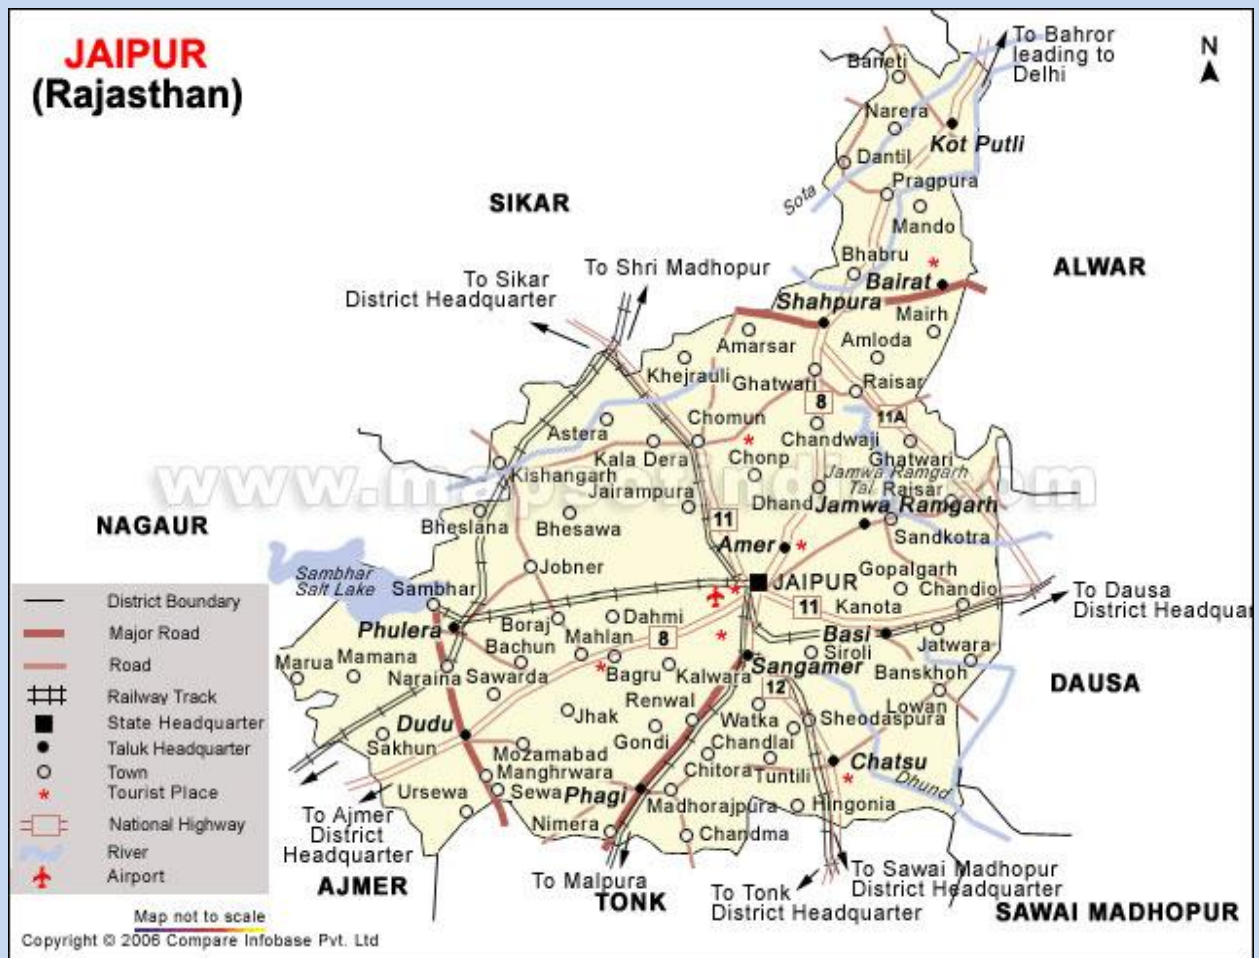 JAIPUR
(Rajasthan)
N
To Bahror
leading to
Delhi
Baneti
Narera
Kot Putli
Dantil
Pragpura
Sota
Mando
SIKAR
Bhabru
ALWAR
To Shri Madhopur
To Sikar
District Headquarter
Bairat
Shahpura
Mairh
Amarsar
Amloda
Khejrauli
Ghatwari
Raisar
8
11A
Chomun
Astera
Chandwaji
Kala Dera
Chonp
Ghatwari
www.mapsofindia.com
Kishangarh
Jamwa Ramgarh
Tal
Raisar
Jairampura
Dhand
Jamwa Ramgarh
NAGAUR
Bheslana
Bhesawa
11
Sandkotra
Amer
Jobner
Gopalgarh
Sambhar
Salt Lake
Sambhar
JAIPUR
Chandio
To Dausa
District Headquar
11
Kanota
Dahmi
Phulera
Boraj
Mahlan
8
Basi
Bachun
Siroli
Jatwara
Marua
Mamana
Naraina
Sawarda
Bagru
Kalwara
Sangamer
Banskhoh
12
DAUSA
Renwal
Lowan
Jhak
Watka
Sheodaspura
Dudu
Gondi
Chandlai
Sakhun
Mozamabad
Chatsu
Manghrwara
Chitora
Tuntili
Dhund
Ursewa
Sewa
Phagi
Madhorajpura
Hingonia
Nimera
Chandma
To Ajmer
District
Headquarter
AJMER
To Malpura
TONK
To Tonk
District Headquarter
To Sawai Madhopur
District Headquarter
SAWAI MADHOPUR
District Boundary
Major Road
Road
Railway Track
State Headquarter
Taluk Headquarter
Town
Tourist Place
National Highway
River
Airport
Map not to scale
Copyright © 2006 Compare Infobase Pvt. Ltd